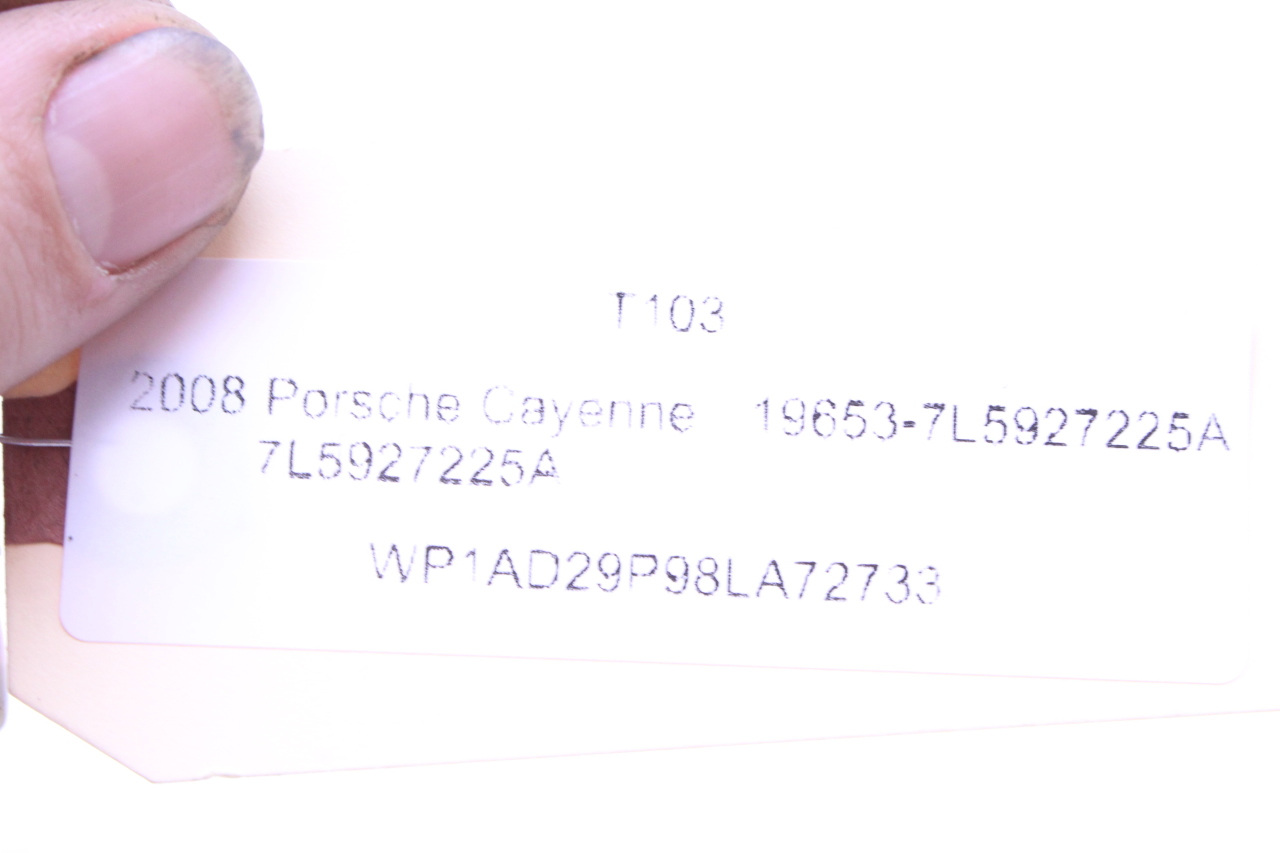 T103
2008 Porsche Cayenne 19653-7L5927225A
7L5927225A
WP1AD29P98LA72733